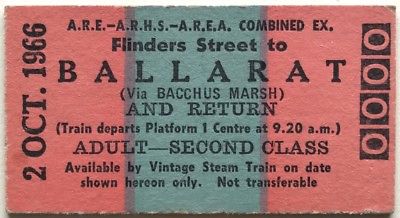 A.R.E.-A.R.H.S.-A.R.E.A. COMBINED EX.
Flinders Street to
BALLARAT
(Via BACCHUS MARSH)
AND RETURN
(Train departs Platform 1 Centre at 9.20 a.m.)
ADULT—SECOND CLASS
Available by Vintage Steam Train on date
shown hereon only. Not transferable
2 OCT. 1966
0000